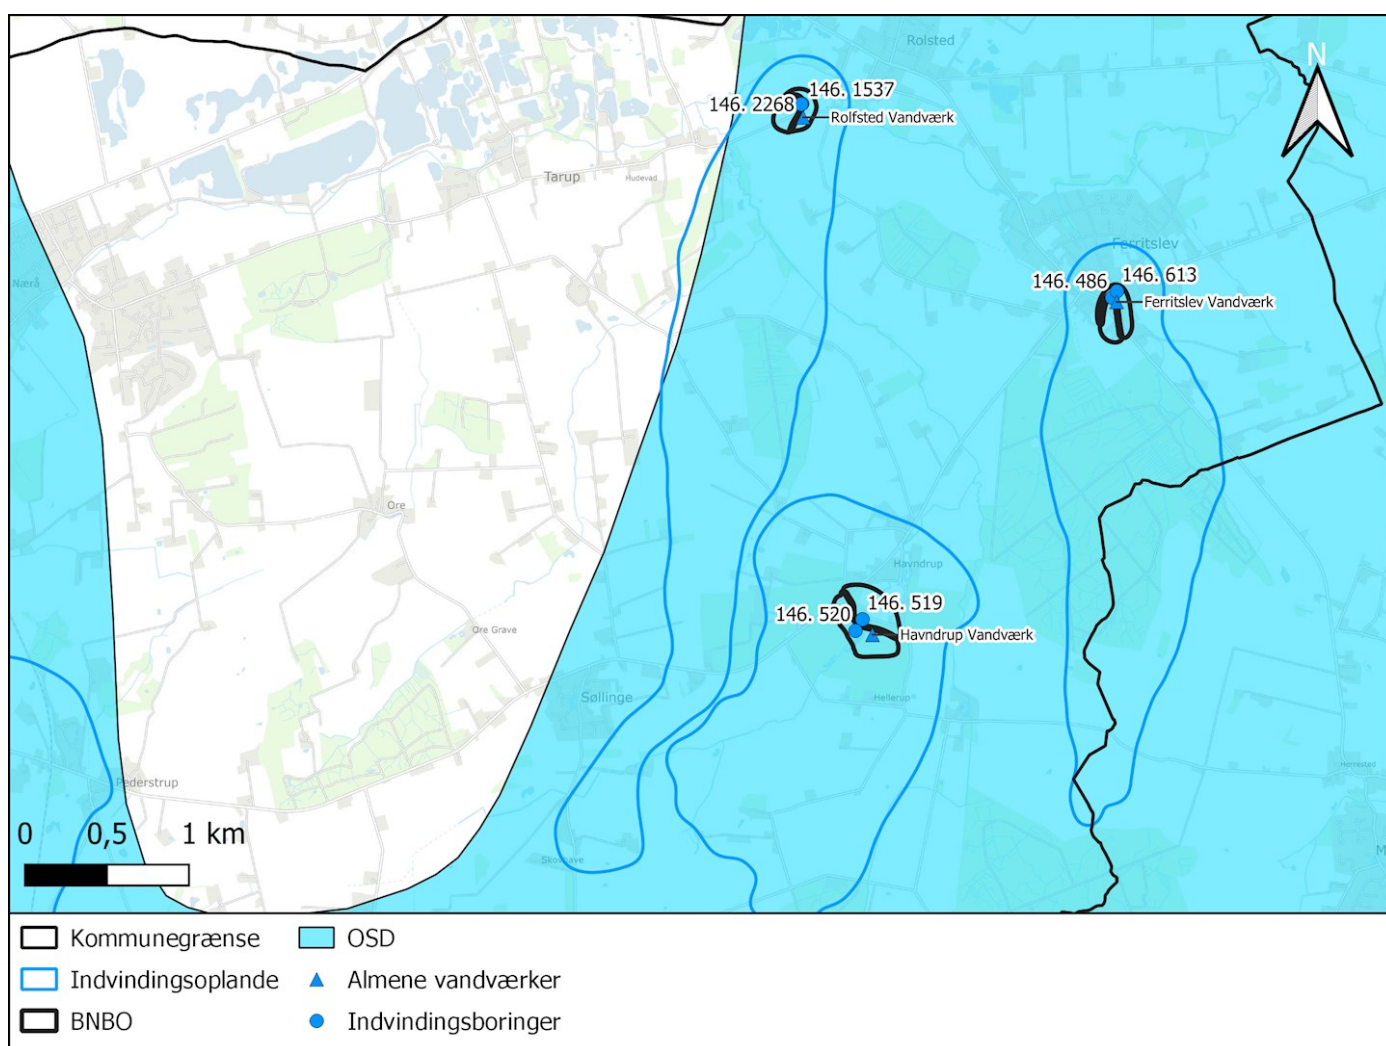 Rolsted
N
146. 1537
146. 2268
Rolfsted Vandværk
Tarup
Hudevad
Ferritslev
Nærå
146. 486
146. 613
Ferritslev Vandværk
Ore
Havndrup
146. 519
146. 520
Havndrup Vandværk
Ore Grave
Søllinge
Hellerup
Herrested
Pederstrup
0 0,5 1 km
Kommunegrænse
OSD
Indvindingsoplande
Almene vandværker
BNBO
Indvindingsboringer